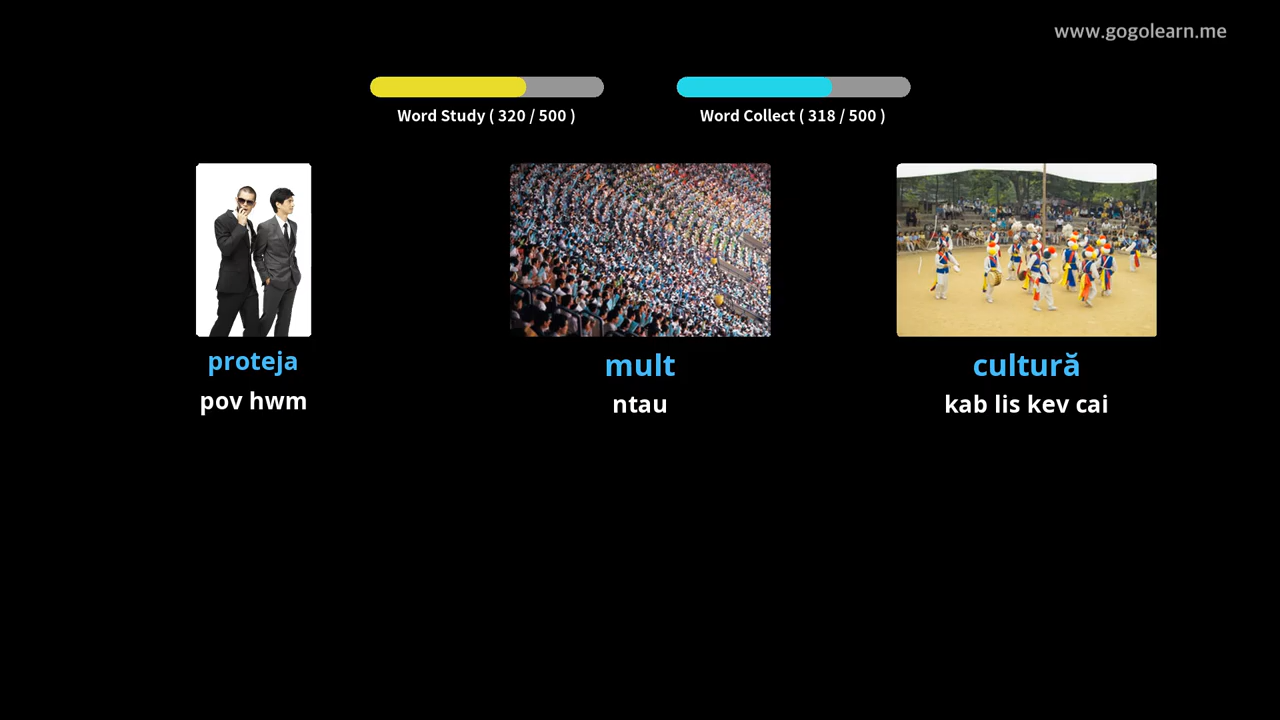 www.gogolearn.me
Word Study ( 320 / 500 )
Word Collect ( 318 / 500 )
proteja
pov hwm
mult
ntau
cultură
kab lis kev cai